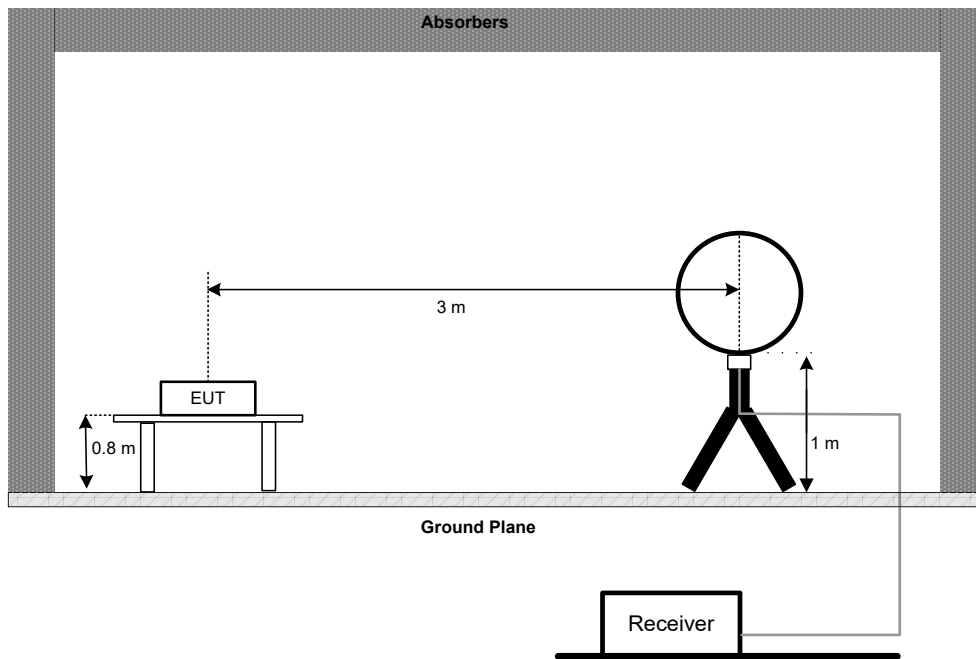 Absorbers
3 m
EUT
0.8 m
1 m
Ground Plane
Receiver